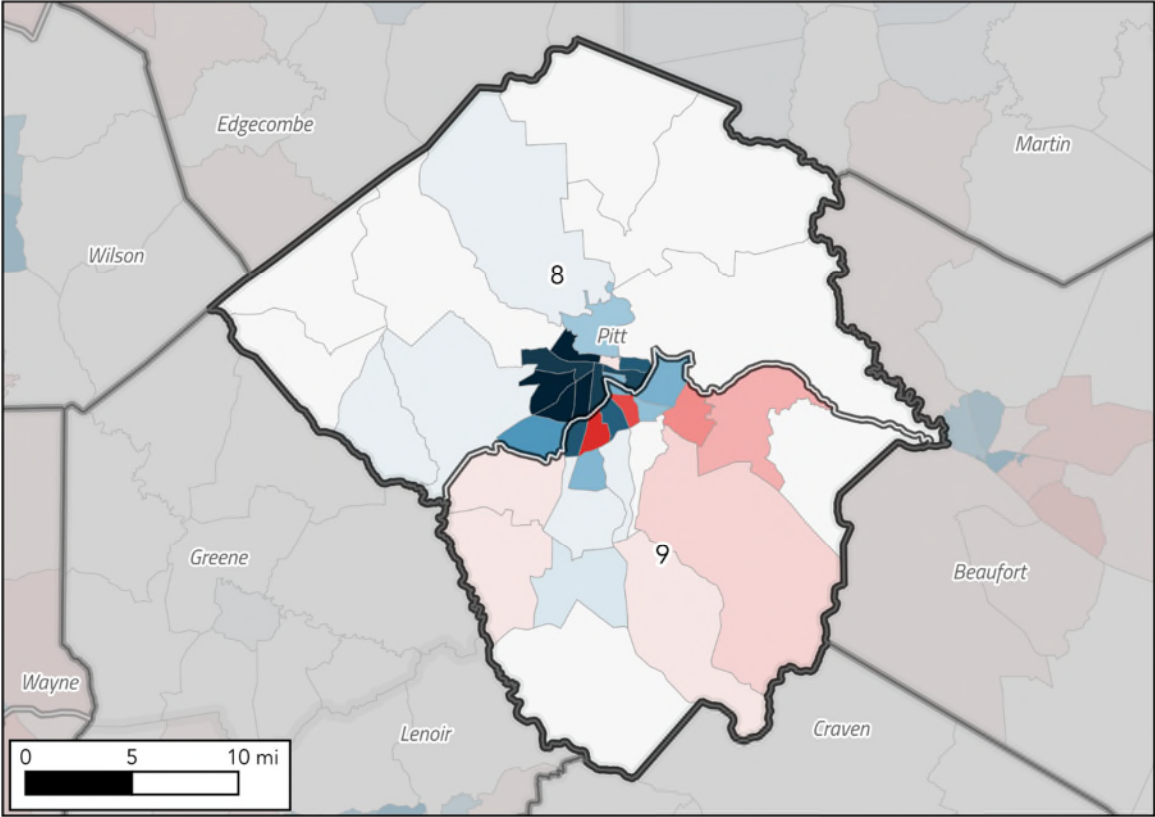 Edgecombe
Martin
Wilson
8
Pitt
9
Greene
Beaufort
Wayne
Lenoir
Craven
0 5 10 mi